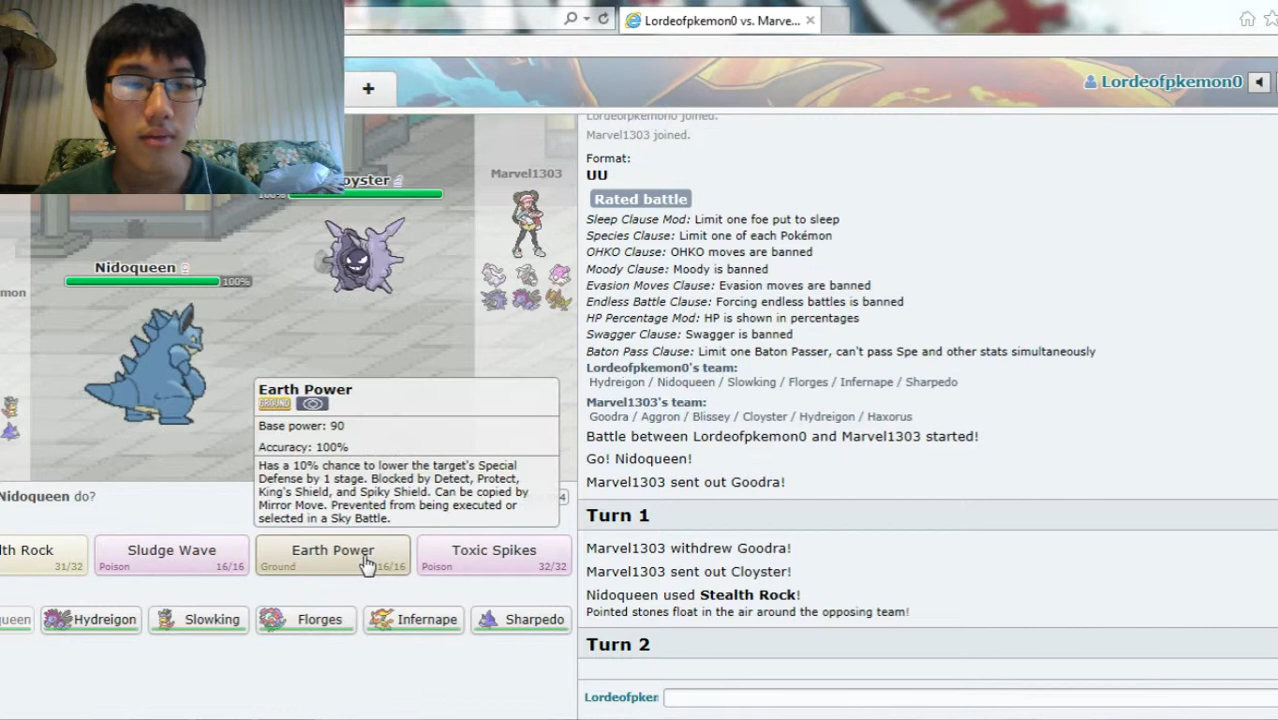 Lordeofpkemon0 vs. Marve...
+
Lordeofpkemon0
Marvel1303 joined.
Format:
UU
Rated battle
Sleep Clause Mod: Limit one foe put to sleep
Species Clause: Limit one of each Pokémon
OHKO Clause: OHKO moves are banned
Moody Clause: Moody is banned
Evasion Moves Clause: Evasion moves are banned
Endless Battle Clause: Forcing endless battles is banned
HP Percentage Mod: HP is shown in percentages
Swagger Clause: Swagger is banned
Baton Pass Clause: Limit one Baton Passer, can't pass Spe and other stats simultaneously
Lordeofpkemon0's team:
Hydreigon / Nidoqueen / Slowking / Florges / Infernape / Sharpedo
Marvel1303's team:
Goodra / Aggron / Blissey / Cloyster / Hydreigon / Haxorus
Battle between Lordeofpkemon0 and Marvel1303 started!
Go! Nidoqueen!
Marvel1303 sent out Goodra!
Turn 1
Marvel1303 withdrew Goodra!
Marvel1303 sent out Cloyster!
Nidoqueen used Stealth Rock!
Pointed stones float in the air around the opposing team!
Turn 2
Lordeofpker
Marvel1303
oyster
100%
Nidoqueen
100%
mon
Earth Power
GROUND
Base power: 90
Accuracy: 100%
Has a 10% chance to lower the target's Special
Defense by 1 stage. Blocked by Detect, Protect,
King's Shield, and Spiky Shield. Can be copied by
Mirror Move. Prevented from being executed or
selected in a Sky Battle.
Nidoqueen do?
lth Rock
31/32
Sludge Wave
Poison 16/16
Earth Power
Ground 16/16
Toxic Spikes
Poison 32/32
ueen
Hydreigon
Slowking
Florges
Infernape
Sharpedo